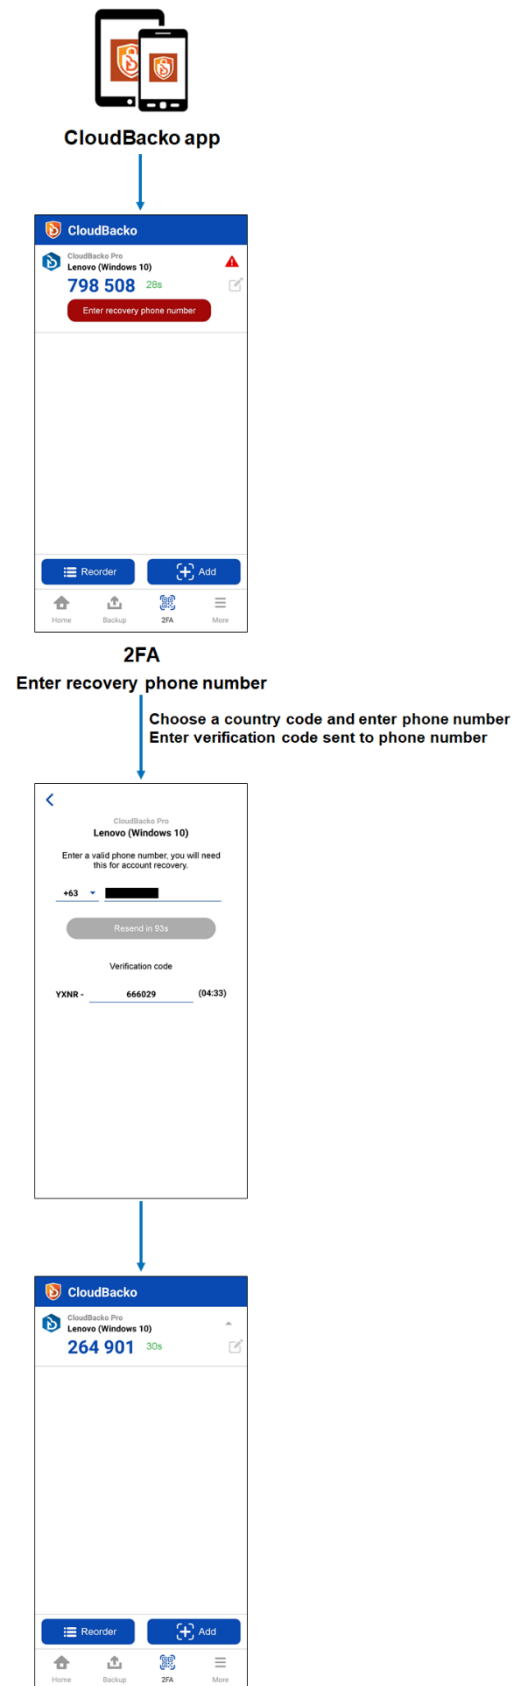 CloudBacko app
CloudBacko
CloudBacko Pro
Lenovo (Windows 10)
798 508 28s
Enter recovery phone number
Reorder
Add
Home
Backup
2FA
More
2FA
Enter recovery phone number
Choose a country code and enter phone number
Enter verification code sent to phone number
CloudBacko Pro
Lenovo (Windows 10)
Enter a valid phone number, you will need
this for account recovery.
+63
Resend in 93s
Verification code
YXNR - 666029 (04:33)
CloudBacko
CloudBacko Pro
Lenovo (Windows 10)
264 901 30s
Reorder
Add
Home
Backup
2FA
More